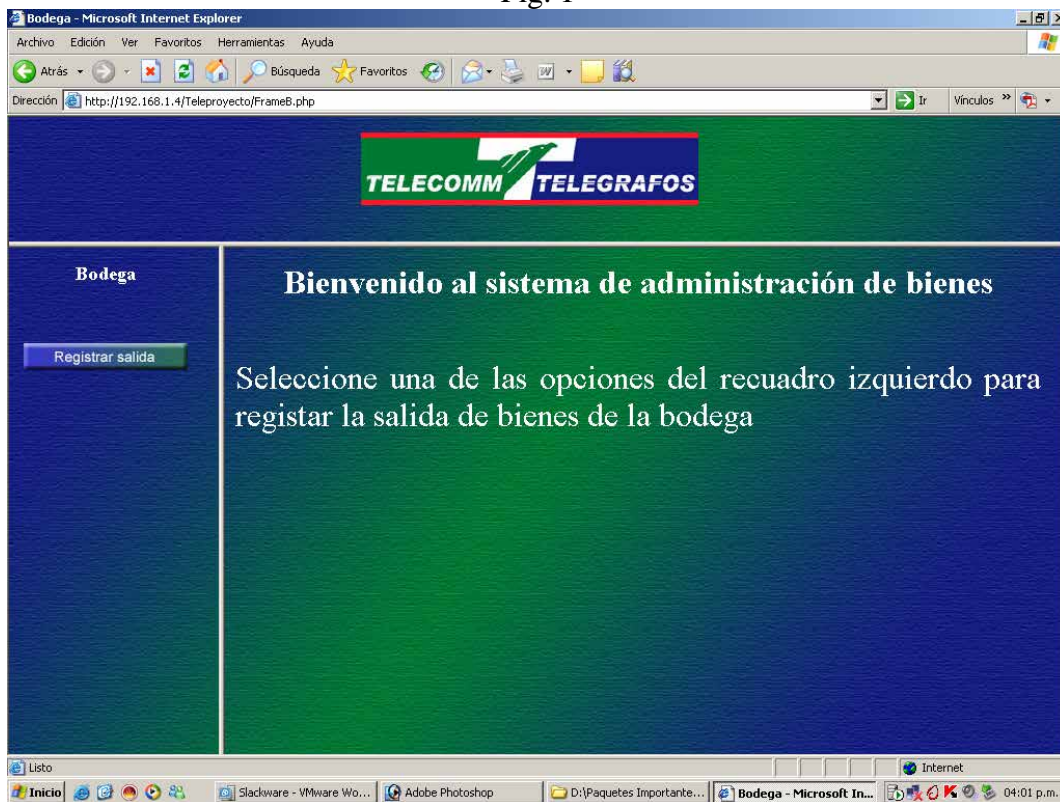 Bodega - Microsoft Internet Explorer
Archivo Edición Ver Favoritos Herramientas Ayuda
Atrás Búsqueda Favoritos
Dirección http://192.168.1.4/Teleproyecto/FrameB.php Ir Vínculos »
TELECOMM TELEGRAFOS
Bodega
Registrar salida
Bienvenido al sistema de administración de bienes
Seleccione una de las opciones del recuadro izquierdo para
registar la salida de bienes de la bodega
Listo Internet
Inicio Slackware - VMware Wo... Adobe Photoshop D:\Paquetes Importante... Bodega - Microsoft In... 04:01 p.m.